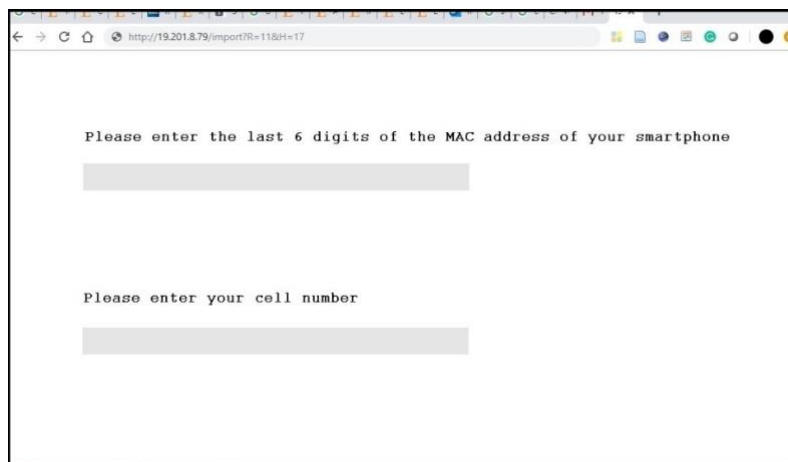 http://19.201.8.79/import?R=11&H=17
Please enter the last 6 digits of the MAC address of your smartphone
Please enter your cell number